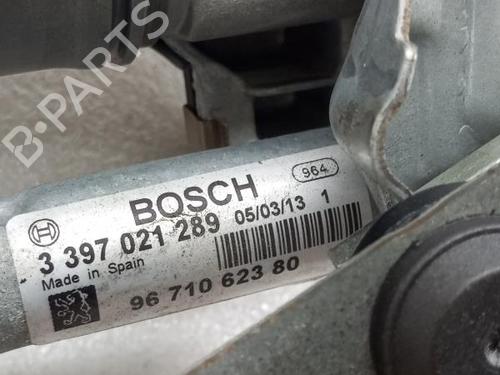 B-PARTS
BOSCH
964
3 397 021 289 05/03/13 1
Made in Spain
96 710 623 80